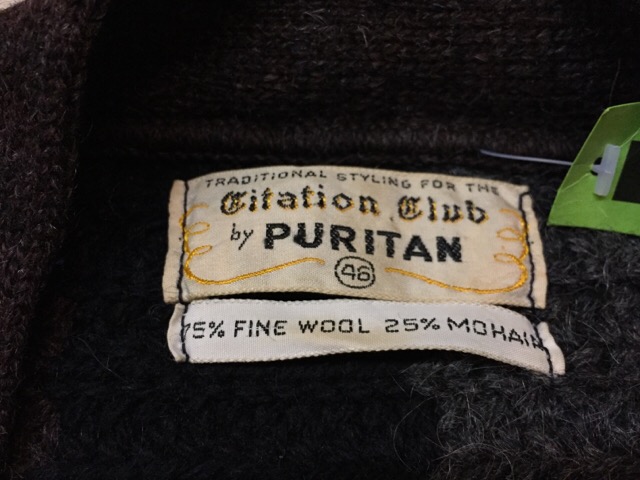 TRADITIONAL STYLING FOR THE
Citation Club
by PURITAN
46
75% FINE WOOL 25% MOHAIR